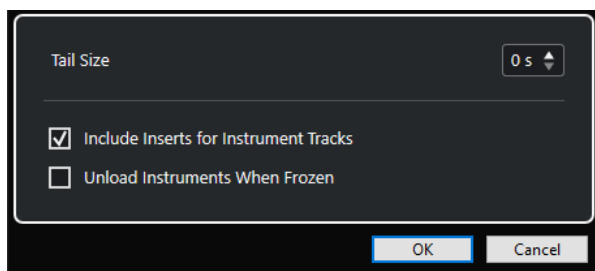 Tail Size
0 s
Include Inserts for Instrument Tracks
Unload Instruments When Frozen
OK Cancel